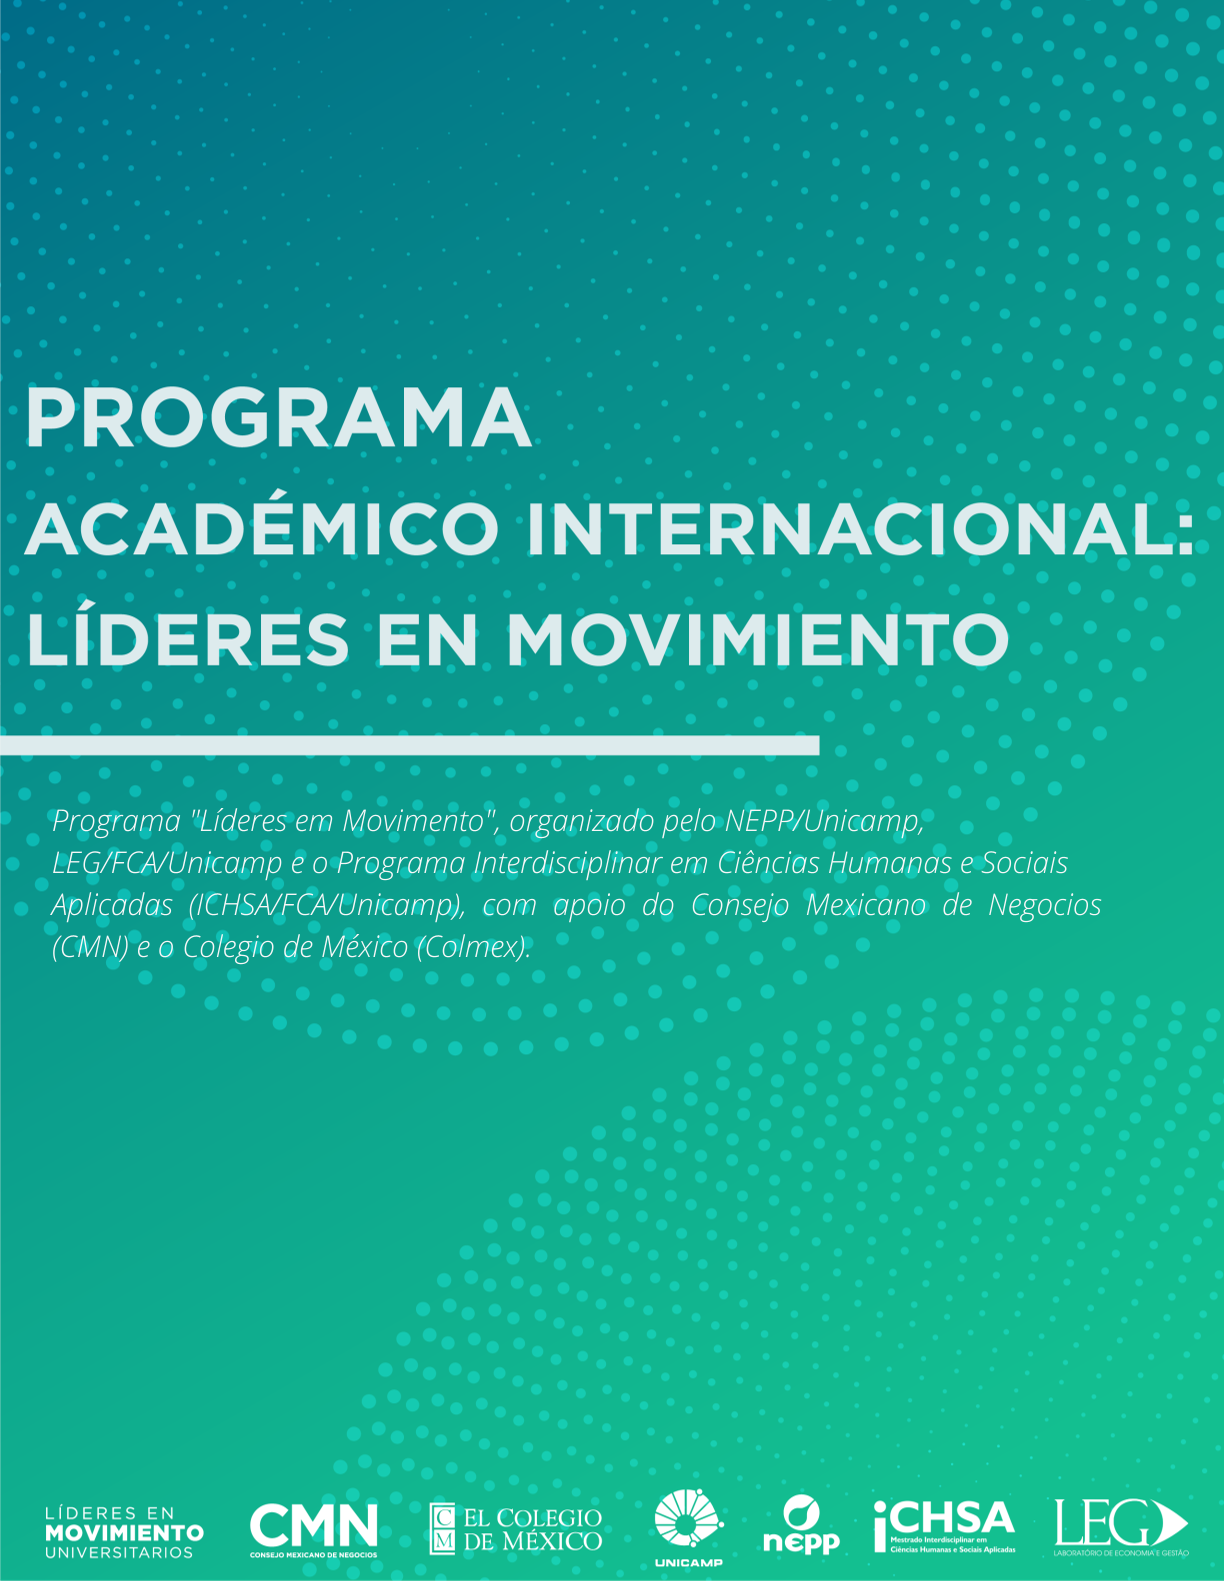 PROGRAMA
ACADÉMICO INTERNACIONAL:
LÍDERES EN MOVIMIENTO
Programa "Líderes em Movimento", organizado pelo NEPP/Unicamp,
LEG/FCA/Unicamp e o Programa Interdisciplinar em Ciências Humanas e Sociais
Aplicadas (ICHSA/FCA/Unicamp), com apoio do Consejo Mexicano de Negocios
(CMN) e o Colegio de México (Colmex).
LÍDERES EN
MOVIMIENTO
UNIVERSITARIOS
CMN
CONSEJO MEXICANO DE NEGOCIOS
C
M
EL COLEGIO
DE MÉXICO
UNICAMP
nepp
iCHSA
Mestrado Interdisciplinar em
Ciências Humanas e Sociais Aplicadas
LEG
LABORATÓRIO DE ECONOMIA E GESTÃO